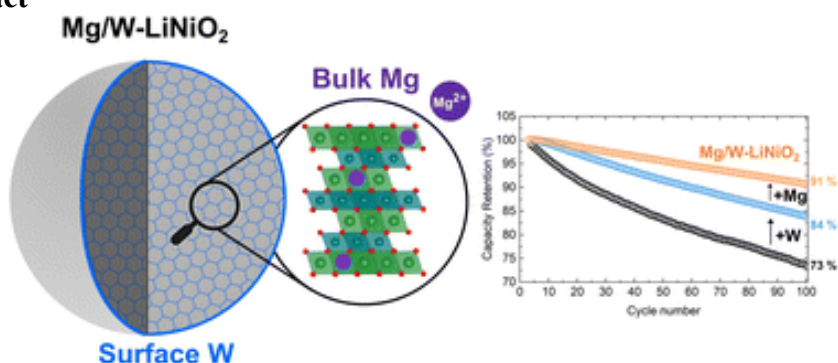 ct
Mg/W-LiNiO₂
Bulk Mg
Mg²⁺
Surface W
105
100
95
90
85
80
75
70
Capacity Retention (%)
Mg/W-LiNiO₂
91 %
+Mg
84 %
+W
73 %
0 10 20 30 40 50 60 70 80 90 100
Cycle number